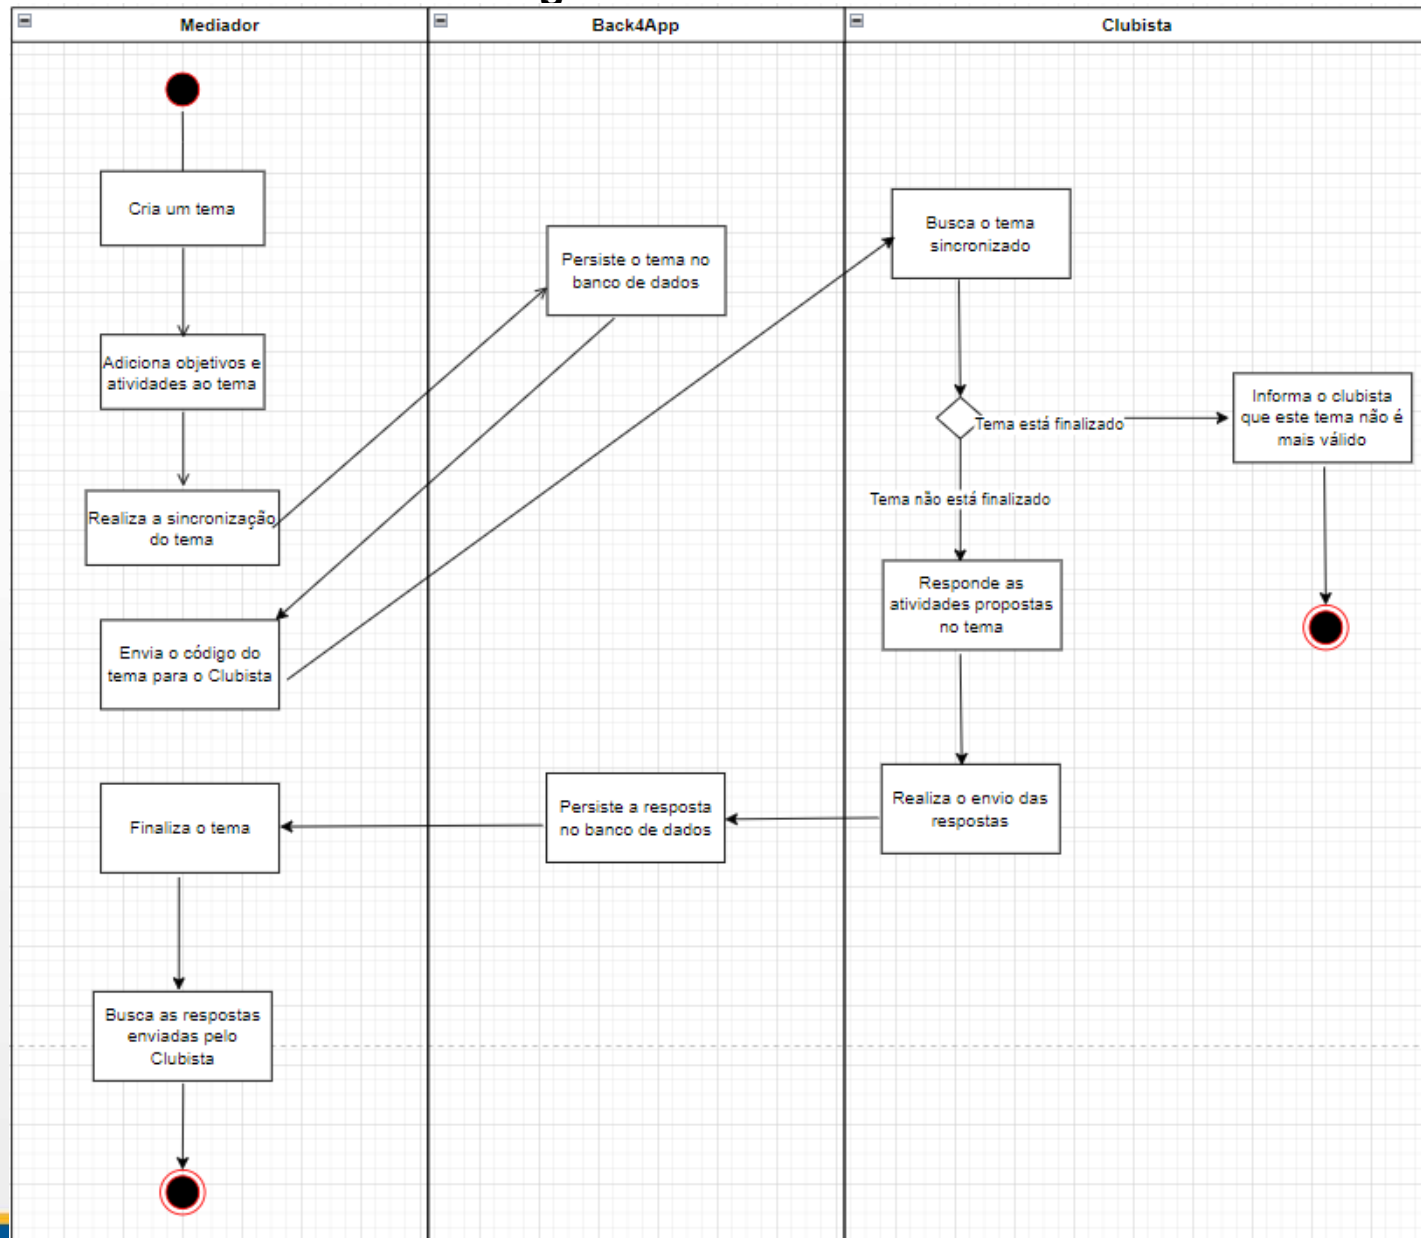 Mediador
Back4App
Clubista
Cria um tema
Adiciona objetivos e
atividades ao tema
Realiza a sincronização
do tema
Persiste o tema no
banco de dados
Envia o código do
tema para o Clubista
Busca o tema
sincronizado
Tema está finalizado
Informa o clubista
que este tema não é
mais válido
Tema não está finalizado
Responde as
atividades propostas
no tema
Realiza o envio das
respostas
Persiste a resposta
no banco de dados
Finaliza o tema
Busca as respostas
enviadas pelo
Clubista